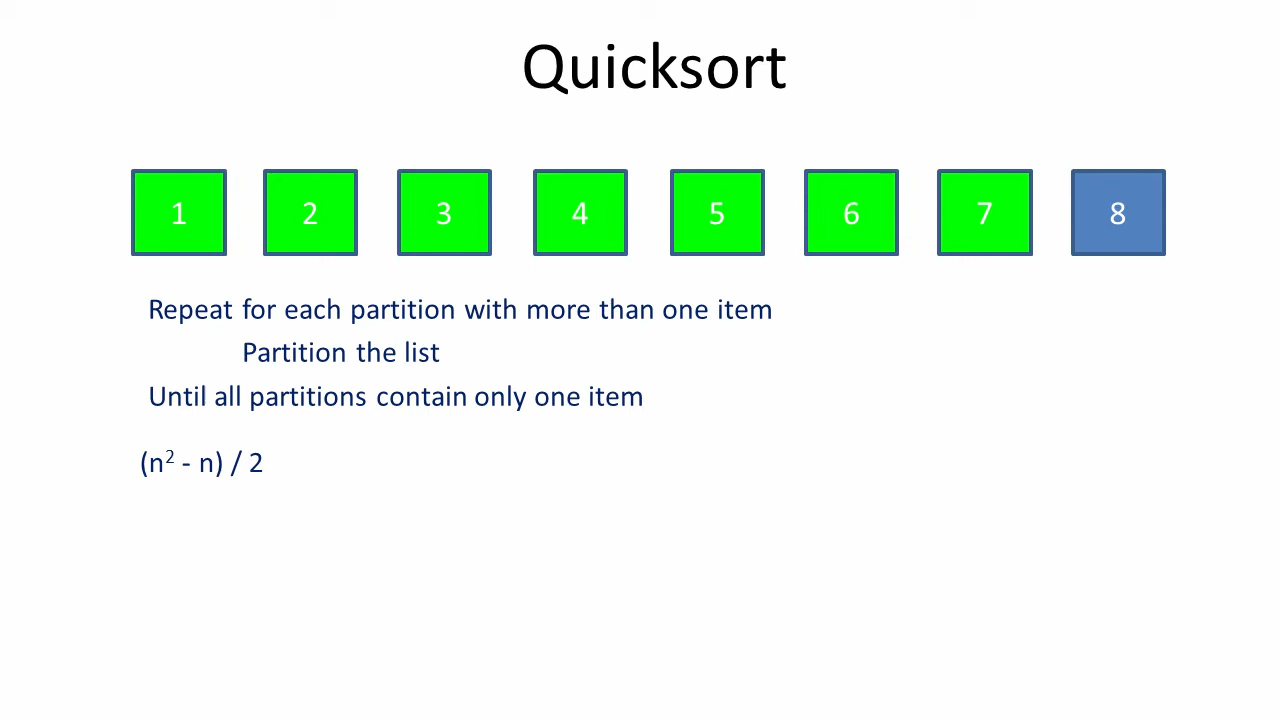 Quicksort
1 2 3 4 5 6 7 8
Repeat for each partition with more than one item
Partition the list
Until all partitions contain only one item
(n² - n) / 2